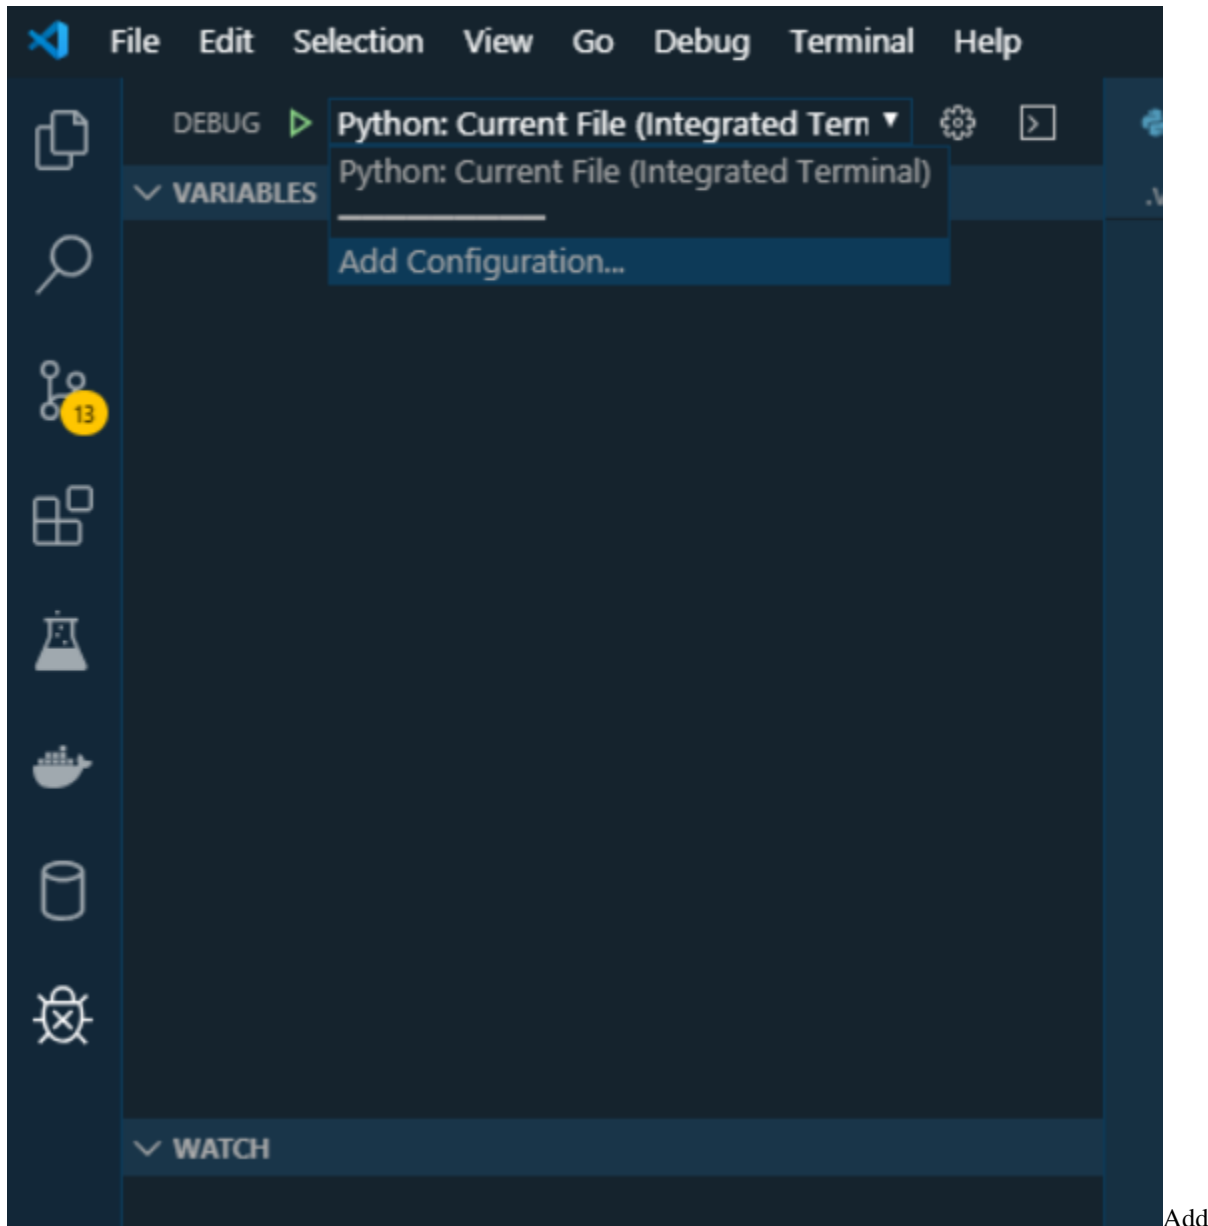 File Edit Selection View Go Debug Terminal Help
DEBUG Python: Current File (Integrated Tern
Python: Current File (Integrated Terminal)
VARIABLES
Add Configuration...
13
WATCH
Add